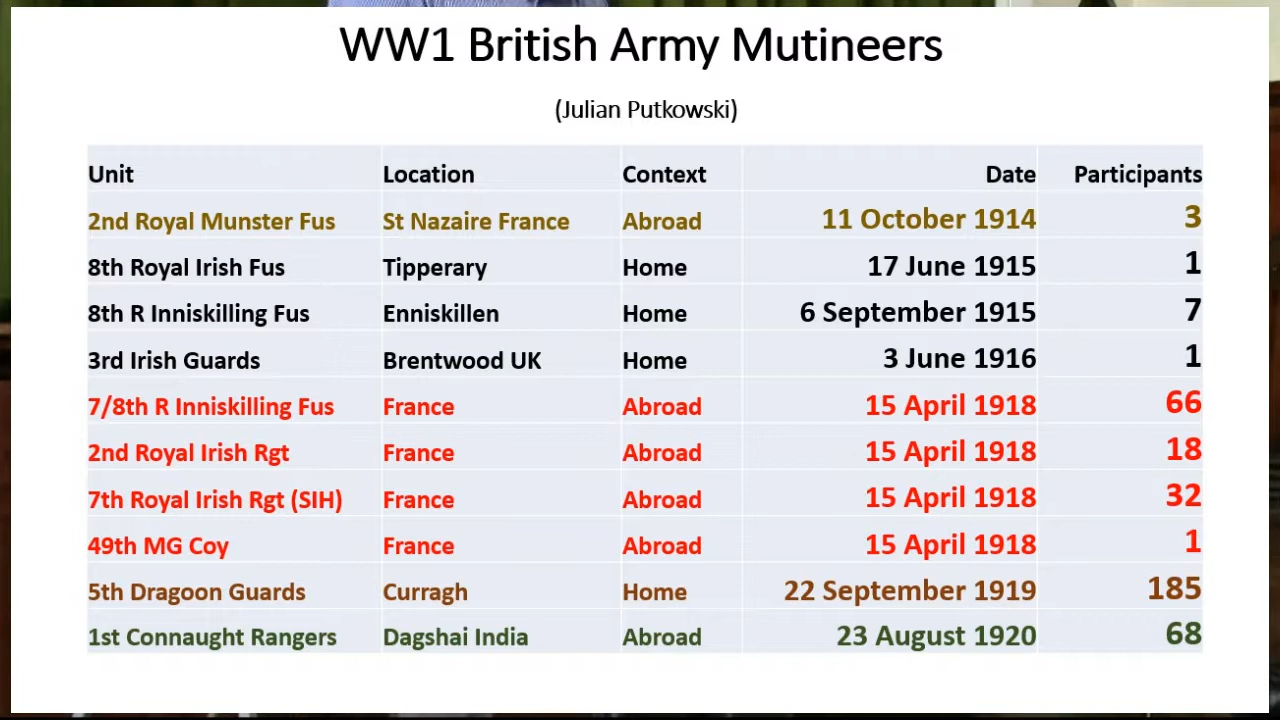 WW1 British Army Mutineers
(Julian Putkowski)
Unit Location Context Date Participants
2nd Royal Munster Fus St Nazaire France Abroad 11 October 1914 3
8th Royal Irish Fus Tipperary Home 17 June 1915 1
8th R Inniskilling Fus Enniskillen Home 6 September 1915 7
3rd Irish Guards Brentwood UK Home 3 June 1916 1
7/8th R Inniskilling Fus France Abroad 15 April 1918 66
2nd Royal Irish Rgt France Abroad 15 April 1918 18
7th Royal Irish Rgt (SIH) France Abroad 15 April 1918 32
49th MG Coy France Abroad 15 April 1918 1
5th Dragoon Guards Curragh Home 22 September 1919 185
1st Connaught Rangers Dagshai India Abroad 23 August 1920 68